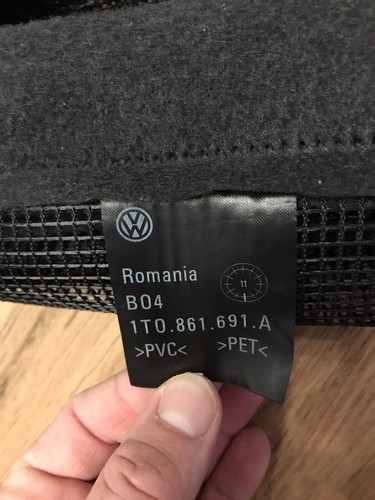 Romania
11
B04
1T0.861.691.A
>PVC< >PET<